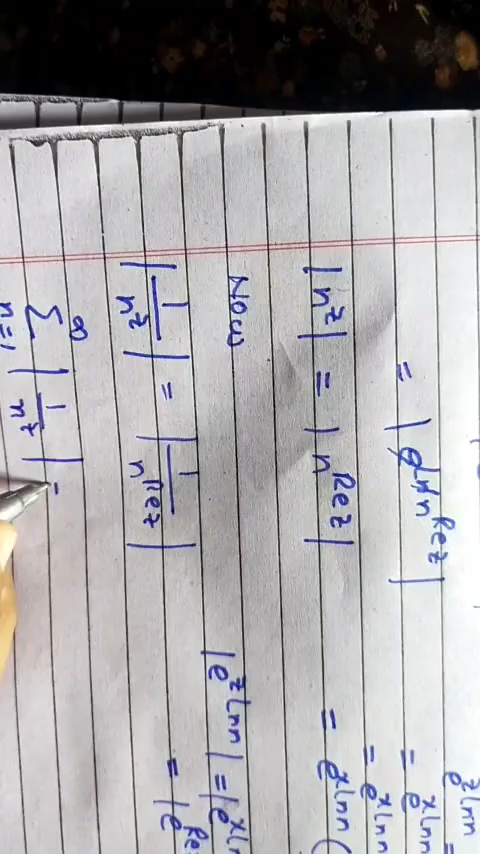 = |e^{ln n^{Re z}}|
|n^z| = |n^{Re z}|
Now
|1/n^z| = |1/n^{Re z}|
∑_{n=1}^{∞} |1/n^z| =
e^{z ln n} =
= e^{x ln n}
= e^{x ln n}
= e^{x ln n} (
|e^{z ln n}| = |e^{x ln
= |e^{Re z